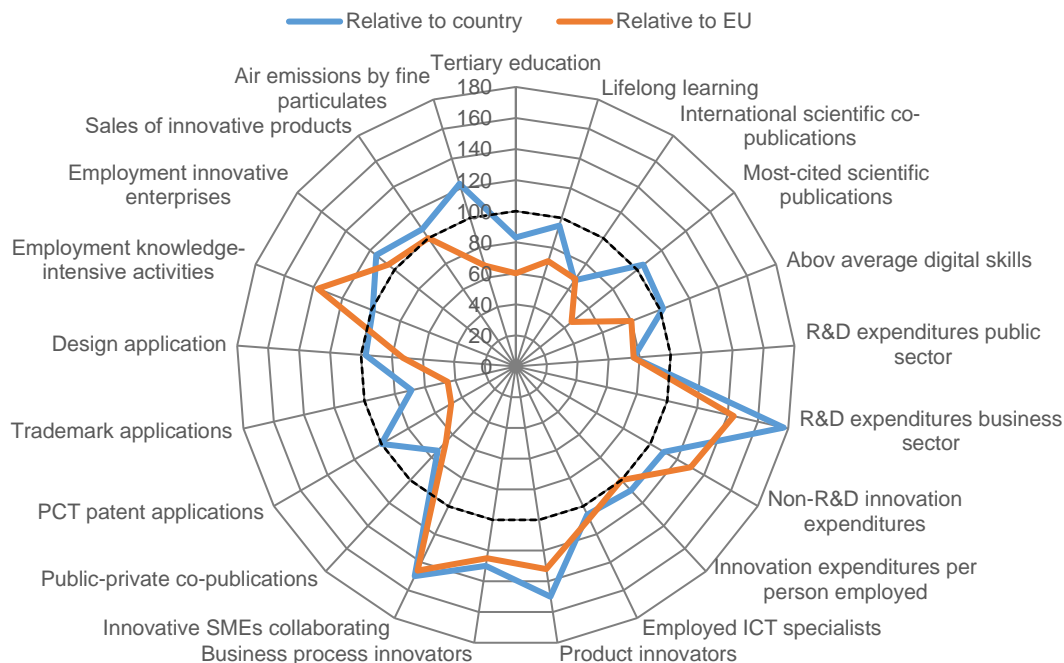 Relative to country
Relative to EU
Tertiary education
Lifelong learning
International scientific co-
publications
Most-cited scientific
publications
Abov average digital skills
R&D expenditures public
sector
R&D expenditures business
sector
Non-R&D innovation
expenditures
Innovation expenditures per
person employed
Employed ICT specialists
Product innovators
Business process innovators
Innovative SMEs collaborating
Public-private co-publications
PCT patent applications
Trademark applications
Design application
Employment knowledge-
intensive activities
Employment innovative
enterprises
Sales of innovative products
Air emissions by fine
particulates
180
160
140
120
100
80
60
40
20
0